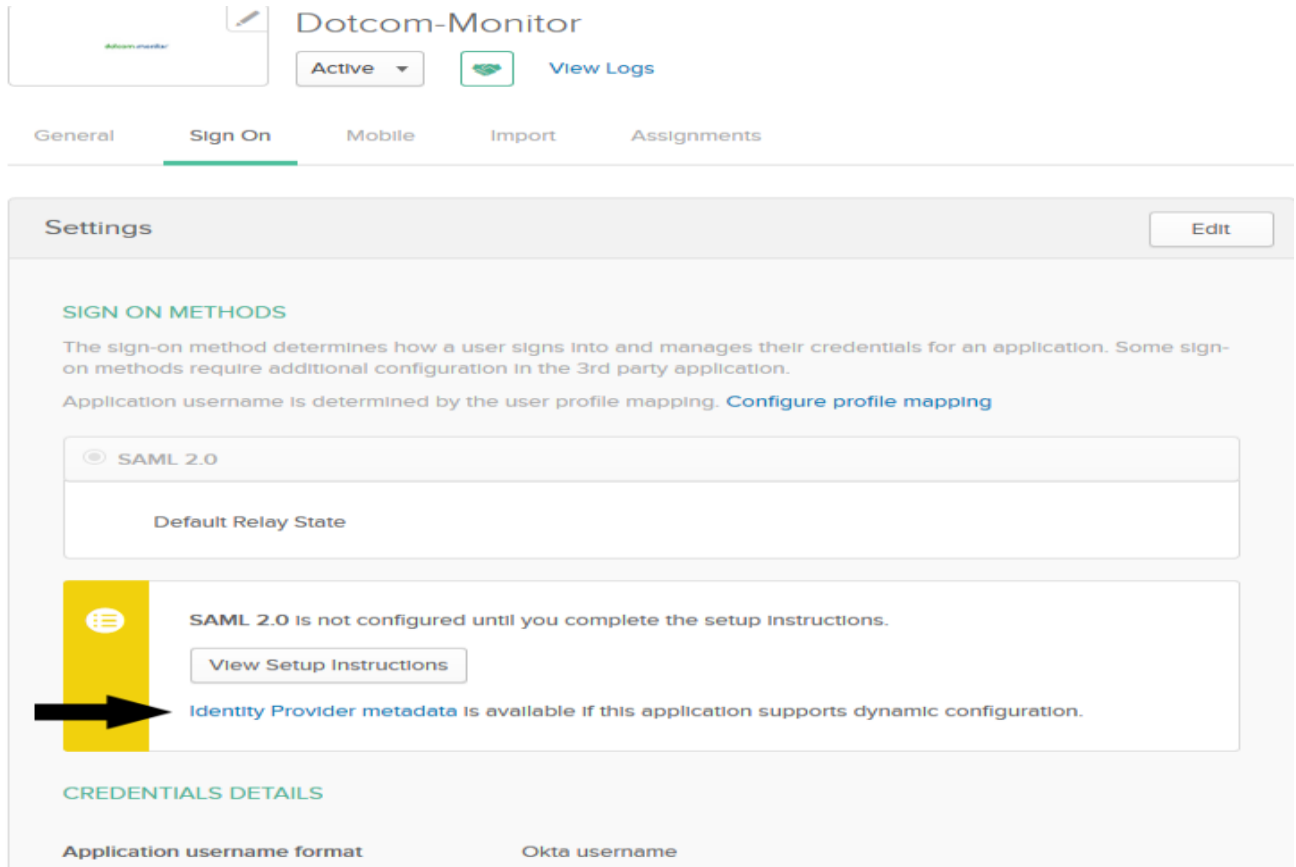 dotcom-monitor
Dotcom-Monitor
Active
View Logs
General
Sign On
Mobile
Import
Assignments
Settings
Edit
SIGN ON METHODS
The sign-on method determines how a user signs into and manages their credentials for an application. Some sign-
on methods require additional configuration in the 3rd party application.
Application username is determined by the user profile mapping. Configure profile mapping
SAML 2.0
Default Relay State
SAML 2.0 is not configured until you complete the setup instructions.
View Setup Instructions
Identity Provider metadata is available if this application supports dynamic configuration.
CREDENTIALS DETAILS
Application username format
Okta username